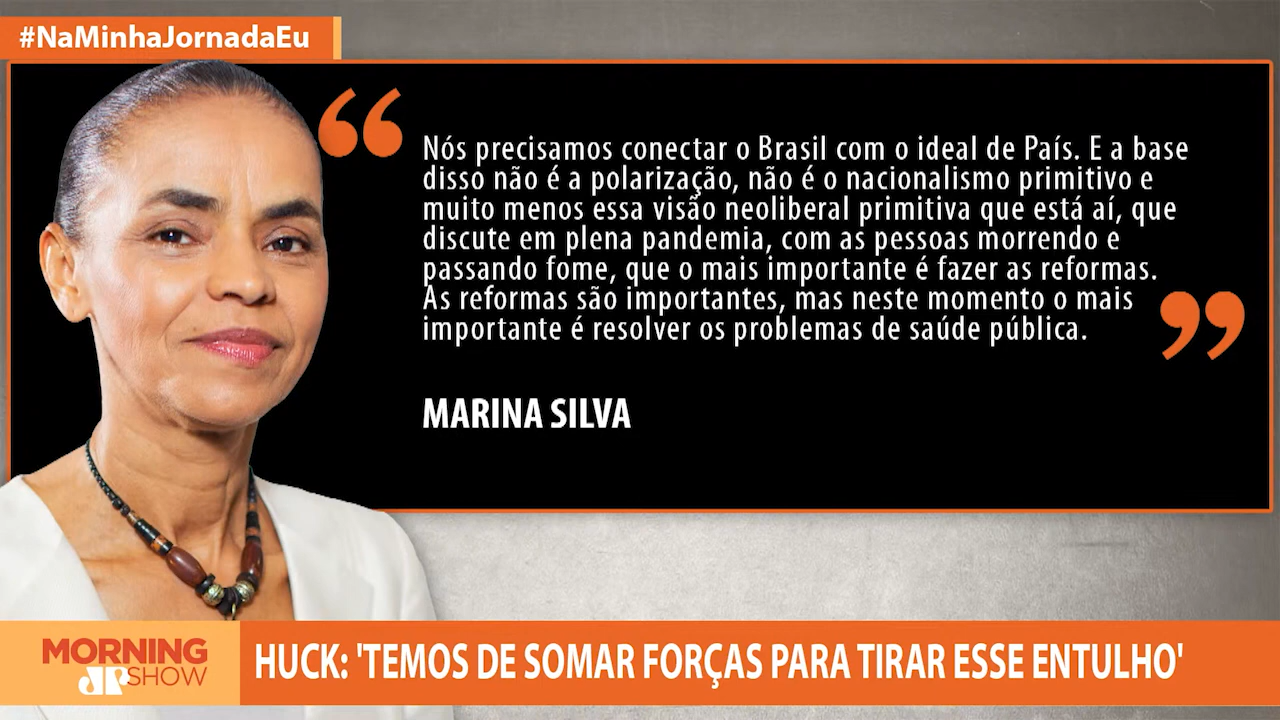 #NaMinhaJornadaEu
“
Nós precisamos conectar o Brasil com o ideal de País. E a base
disso não é a polarização, não é o nacionalismo primitivo e
muito menos essa visão neoliberal primitiva que está aí, que
discute em plena pandemia, com as pessoas morrendo e
passando fome, que o mais importante é fazer as reformas.
As reformas são importantes, mas neste momento o mais
importante é resolver os problemas de saúde pública.
”
MARINA SILVA
MORNING
JP SHOW
HUCK: 'TEMOS DE SOMAR FORÇAS PARA TIRAR ESSE ENTULHO'